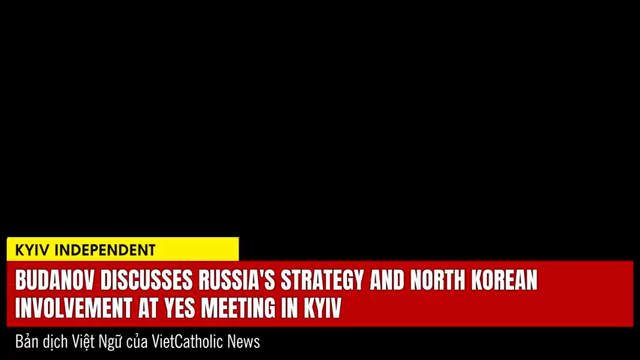 KYIV INDEPENDENT
BUDANOV DISCUSSES RUSSIA'S STRATEGY AND NORTH KOREAN
INVOLVEMENT AT YES MEETING IN KYIV
Bản dịch Việt Ngữ của VietCatholic News